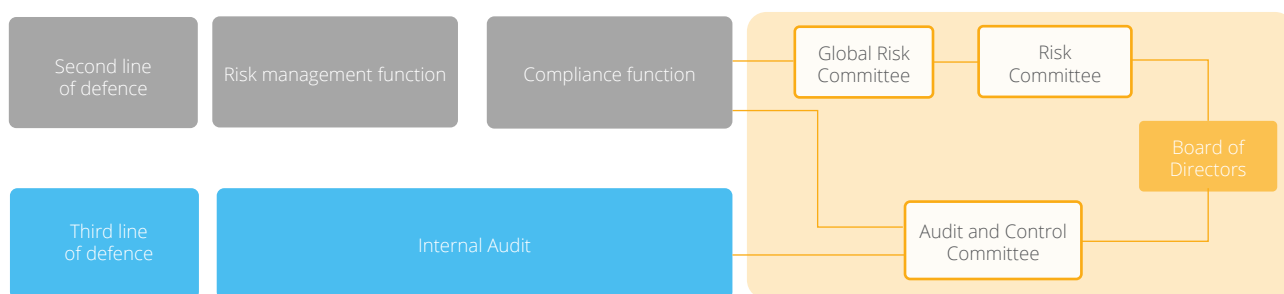 Second line
of defence
Risk management function
Compliance function
Global Risk
Committee
Risk
Committee
Board of
Directors
Third line
of defence
Internal Audit
Audit and Control
Committee